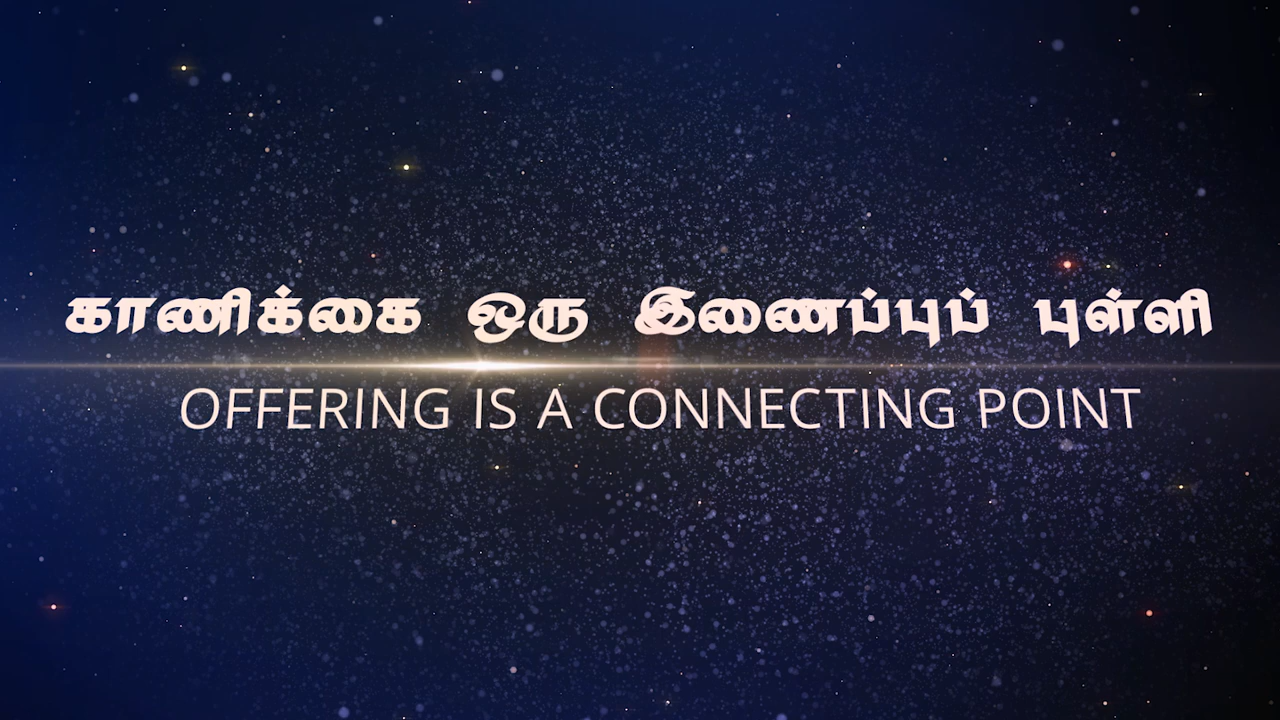 காணிக்கை ஒரு இணைப்புப் புள்ளி
OFFERING IS A CONNECTING POINT